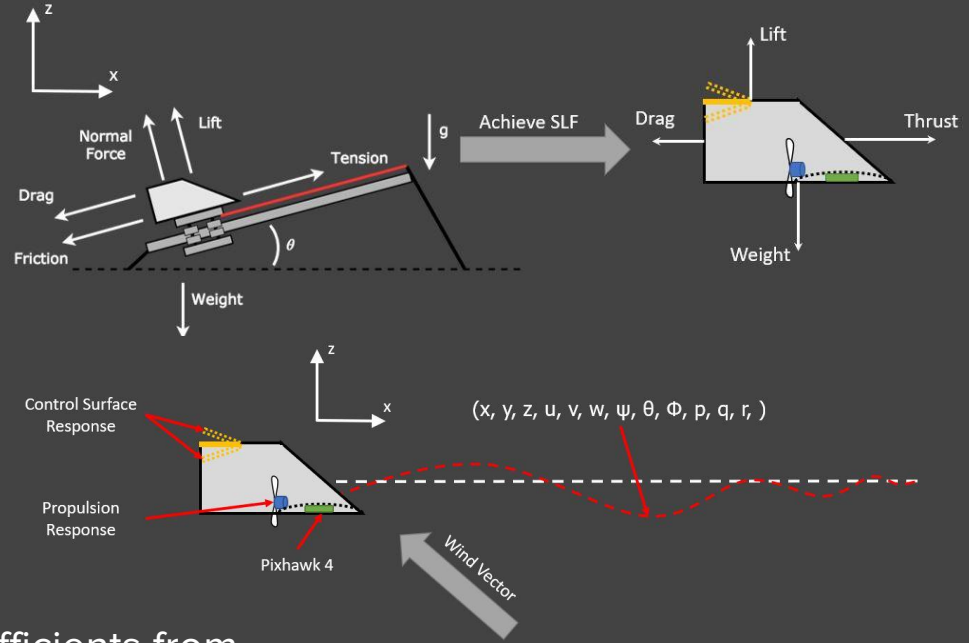 z
x
Normal
Force
Lift
Drag
Friction
Tension
g
θ
Weight
Achieve SLF
Lift
Drag
Thrust
Weight
z
x
Control Surface
Response
Propulsion
Response
Pixhawk 4
(x, y, z, u, v, w, ψ, θ, Φ, p, q, r, )
Wind Vector